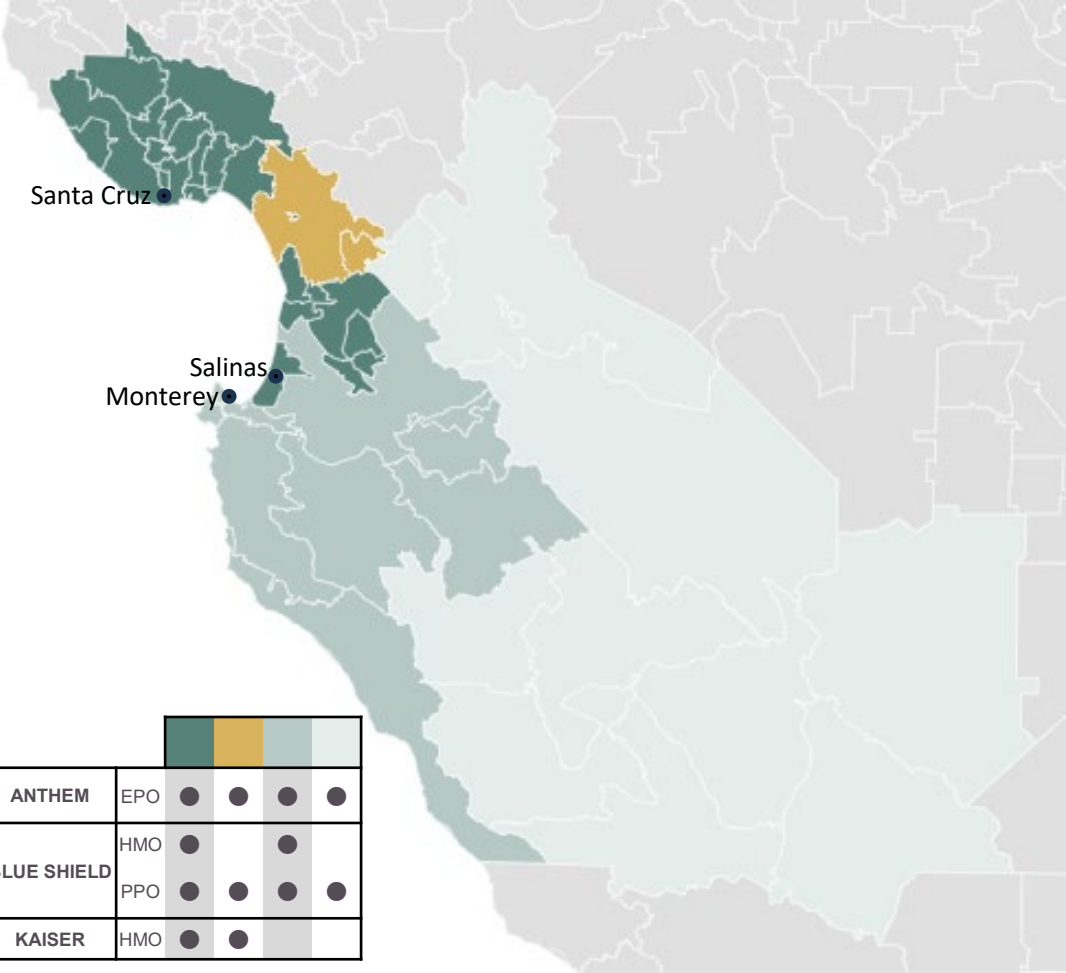 Santa Cruz
Salinas
Monterey
ANTHEM EPO
HMO
LUE SHIELD
PPO
KAISER HMO